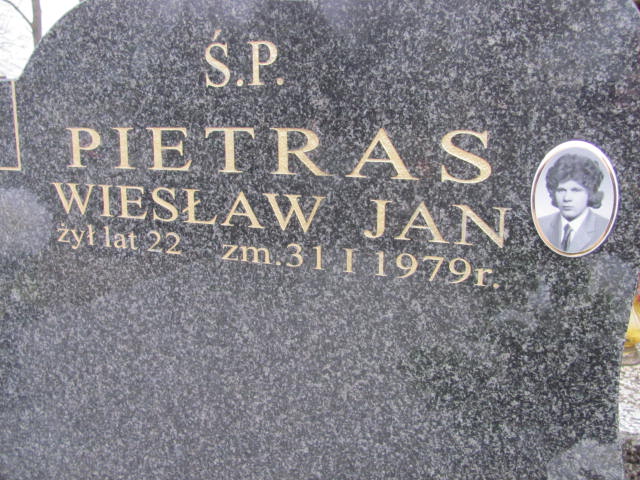 Ś.P.
PIETRAS
WIESŁAW JAN
żył lat 22 zm.31 I 1979r.